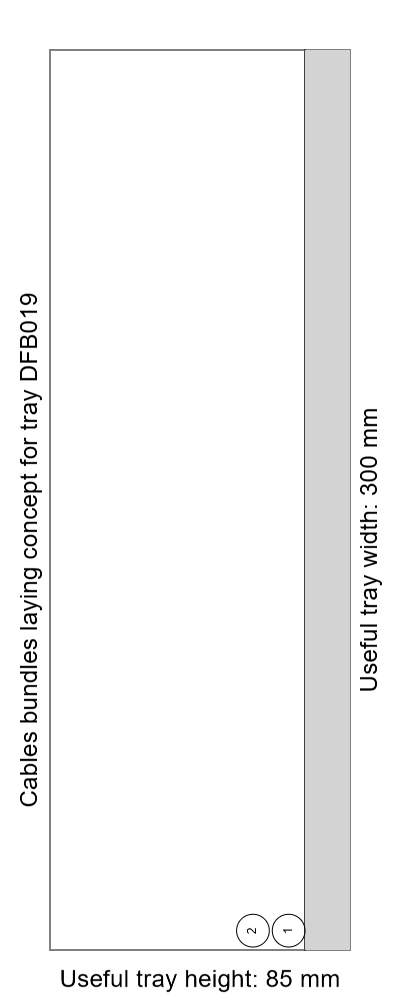 Cables bundles laying concept for tray DFB019
Useful tray width: 300 mm
2
1
Useful tray height: 85 mm